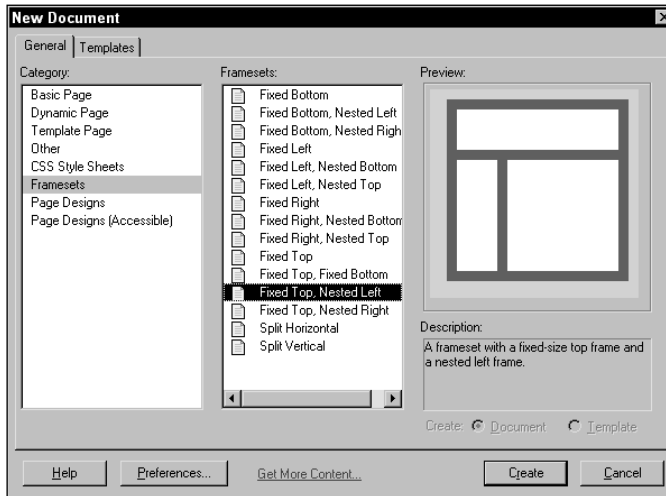 New Document
General
Templates
Category:
Basic Page
Dynamic Page
Template Page
Other
CSS Style Sheets
Framesets
Page Designs
Page Designs (Accessible)
Framesets:
Fixed Bottom
Fixed Bottom, Nested Left
Fixed Bottom, Nested Righ
Fixed Left
Fixed Left, Nested Bottom
Fixed Left, Nested Top
Fixed Right
Fixed Right, Nested Bottom
Fixed Right, Nested Top
Fixed Top
Fixed Top, Fixed Bottom
Fixed Top, Nested Left
Fixed Top, Nested Right
Split Horizontal
Split Vertical
Preview:
Description:
A frameset with a fixed-size top frame and
a nested left frame.
Create: Document Template
Help Preferences... Get More Content... Create Cancel